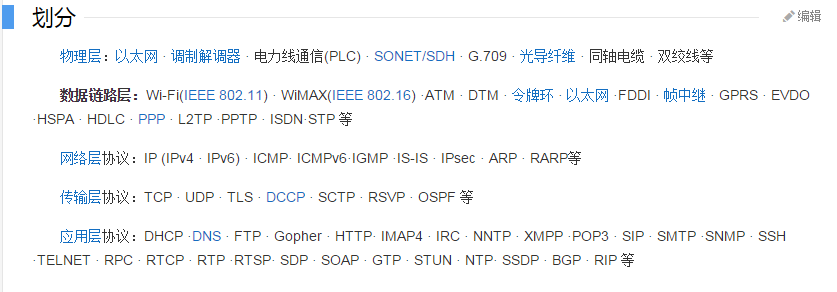 划分
编辑
物理层：以太网 · 调制解调器 · 电力线通信(PLC) · SONET/SDH · G.709 · 光导纤维 · 同轴电缆 · 双绞线等
数据链路层：Wi-Fi(IEEE 802.11) · WiMAX(IEEE 802.16) ·ATM · DTM · 令牌环 · 以太网 ·FDDI · 帧中继 · GPRS · EVDO
·HSPA · HDLC · PPP · L2TP ·PPTP · ISDN·STP 等
网络层协议：IP (IPv4 · IPv6) · ICMP· ICMPv6·IGMP ·IS-IS · IPsec · ARP · RARP等
传输层协议：TCP · UDP · TLS · DCCP · SCTP · RSVP · OSPF 等
应用层协议：DHCP ·DNS · FTP · Gopher · HTTP· IMAP4 · IRC · NNTP · XMPP ·POP3 · SIP · SMTP ·SNMP · SSH
·TELNET · RPC · RTCP · RTP ·RTSP· SDP · SOAP · GTP · STUN · NTP· SSDP · BGP · RIP 等